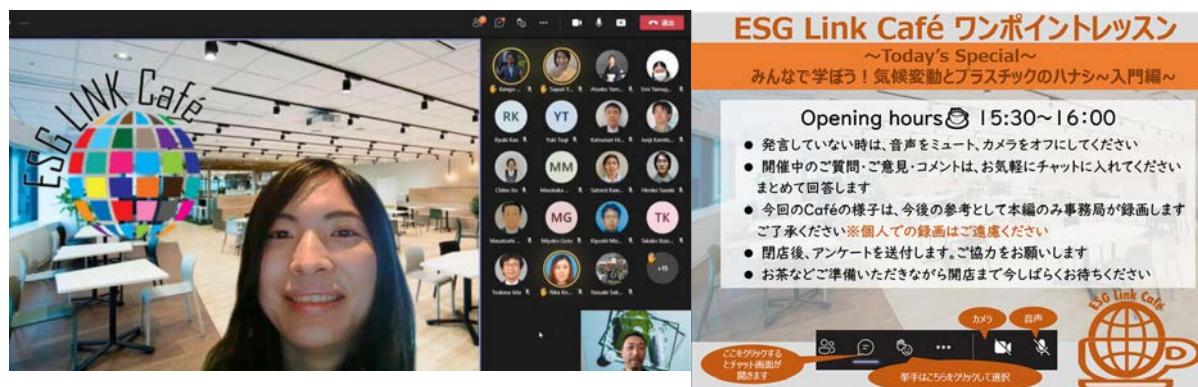 退出
ESG LINK Café
RK
YT
MM
MG
TK
+15
ESG Link Café ワンポイントレッスン
～Today's Special～
みんなで学ぼう！気候変動とプラスチックのハナシ～入門編～
Opening hours 15:30～16:00
● 発言していない時は、音声をミュート、カメラをオフにしてください
● 開催中のご質問・ご意見・コメントは、お気軽にチャットに入れてください
まとめて回答します
● 今回のCaféの様子は、今後の参考として本編のみ事務局が録画します
ご了承ください※個人での録画はご遠慮ください
● 閉店後、アンケートを送付します。ご協力をお願いします
● お茶などご準備いただきながら開店まで今しばらくお待ちください
ESG Link Café
カメラ
音声
ここをクリックする
とチャット画面が
開きます
挙手はこちらをクリックして選択